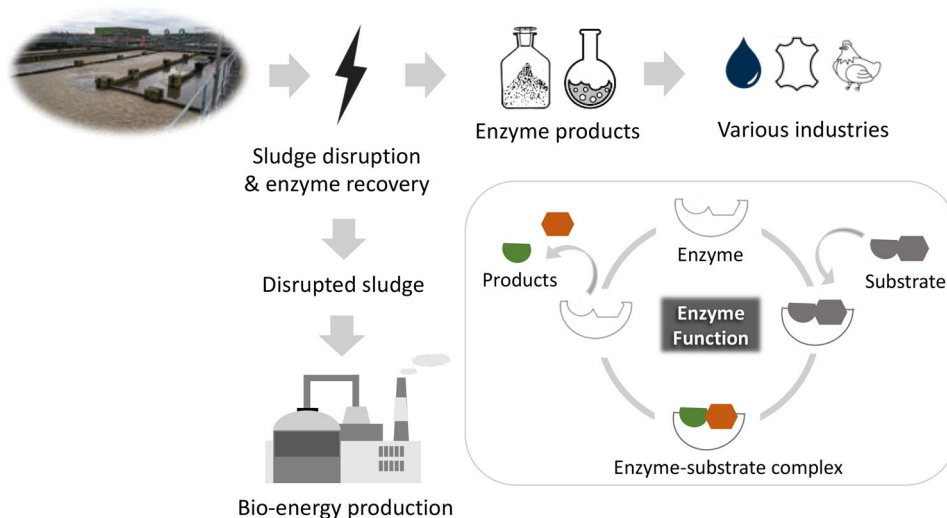 Enzyme products
Various industries
Sludge disruption
& enzyme recovery
Disrupted sludge
Bio-energy production
Enzyme
Products
Substrate
Enzyme
Function
Enzyme-substrate complex